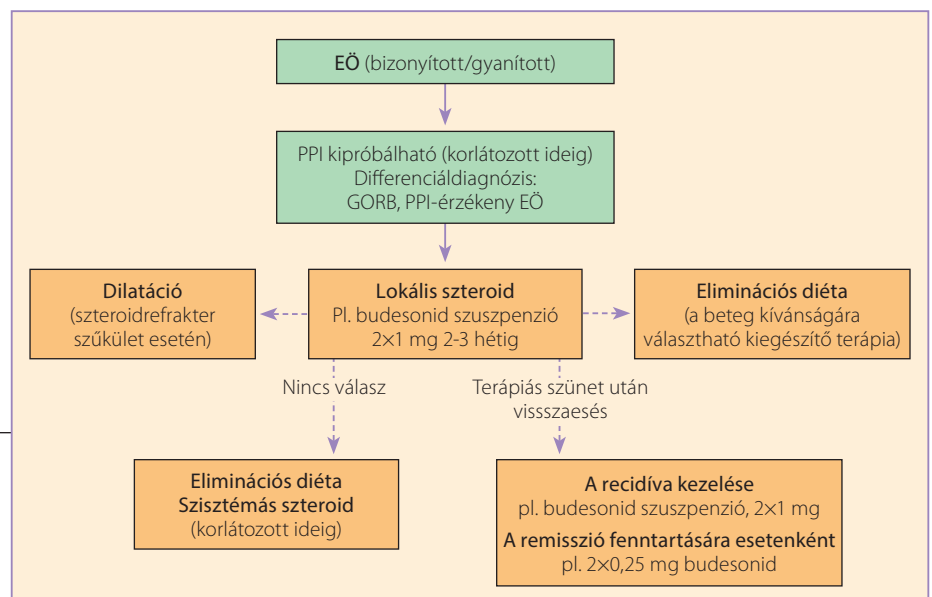 EÖ (bizonyított/gyanított)
PPI kipróbálható (korlátozott ideig)
Differenciáldiagnózis:
GORB, PPI-érzékeny EÖ
Dilatáció
(szteroidrefrakter
szűkület esetén)
Lokális szteroid
Pl. budesonid szuszpenzió
2×1 mg 2-3 hétig
Eliminációs diéta
(a beteg kívánságára
választható kiegészítő terápia)
Nincs válasz
Terápiás szünet után
vissszaesés
Eliminációs diéta
Szisztémás szteroid
(korlátozott ideig)
A recidíva kezelése
pl. budesonid szuszpenzió, 2×1 mg
A remisszió fenntartására esetenként
pl. 2×0,25 mg budesonid